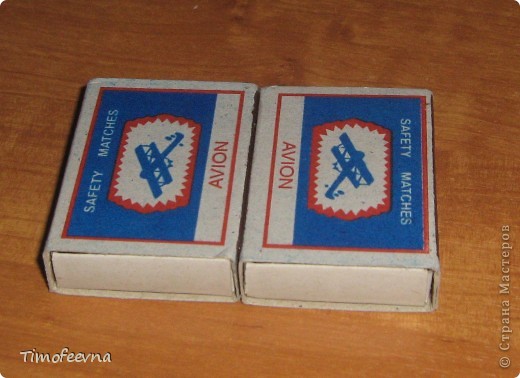 SAFETY MATCHES
AVION
AVION
SAFETY MATCHES
Timofeevna
© Страна Мастеров